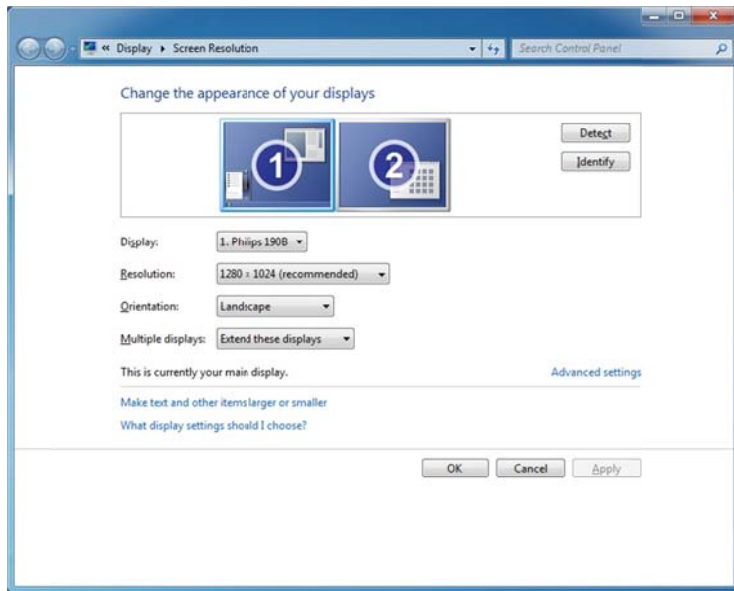 « Display ▸ Screen Resolution
Search Control Panel
Change the appearance of your displays
1
2
Detect
Identify
Display: 1. Philips 190B
Resolution: 1280 x 1024 (recommended)
Orientation: Landscape
Multiple displays: Extend these displays
This is currently your main display. Advanced settings
Make text and other items larger or smaller
What display settings should I choose?
OK Cancel Apply